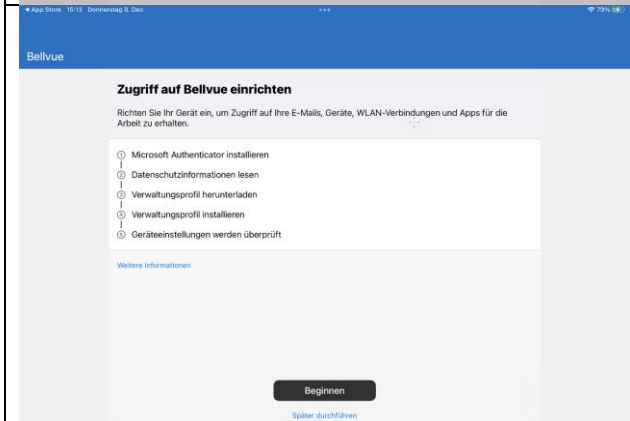 ◀ App Store 15:13 Donnerstag 8. Dez. ••• 79%
Bellvue
Zugriff auf Bellvue einrichten
Richten Sie Ihr Gerät ein, um Zugriff auf Ihre E-Mails, Geräte, WLAN-Verbindungen und Apps für die
Arbeit zu erhalten.
1 Microsoft Authenticator installieren
2 Datenschutzinformationen lesen
3 Verwaltungsprofil herunterladen
4 Verwaltungsprofil installieren
5 Geräteeinstellungen werden überprüft
Weitere Informationen
Beginnen
Später durchführen